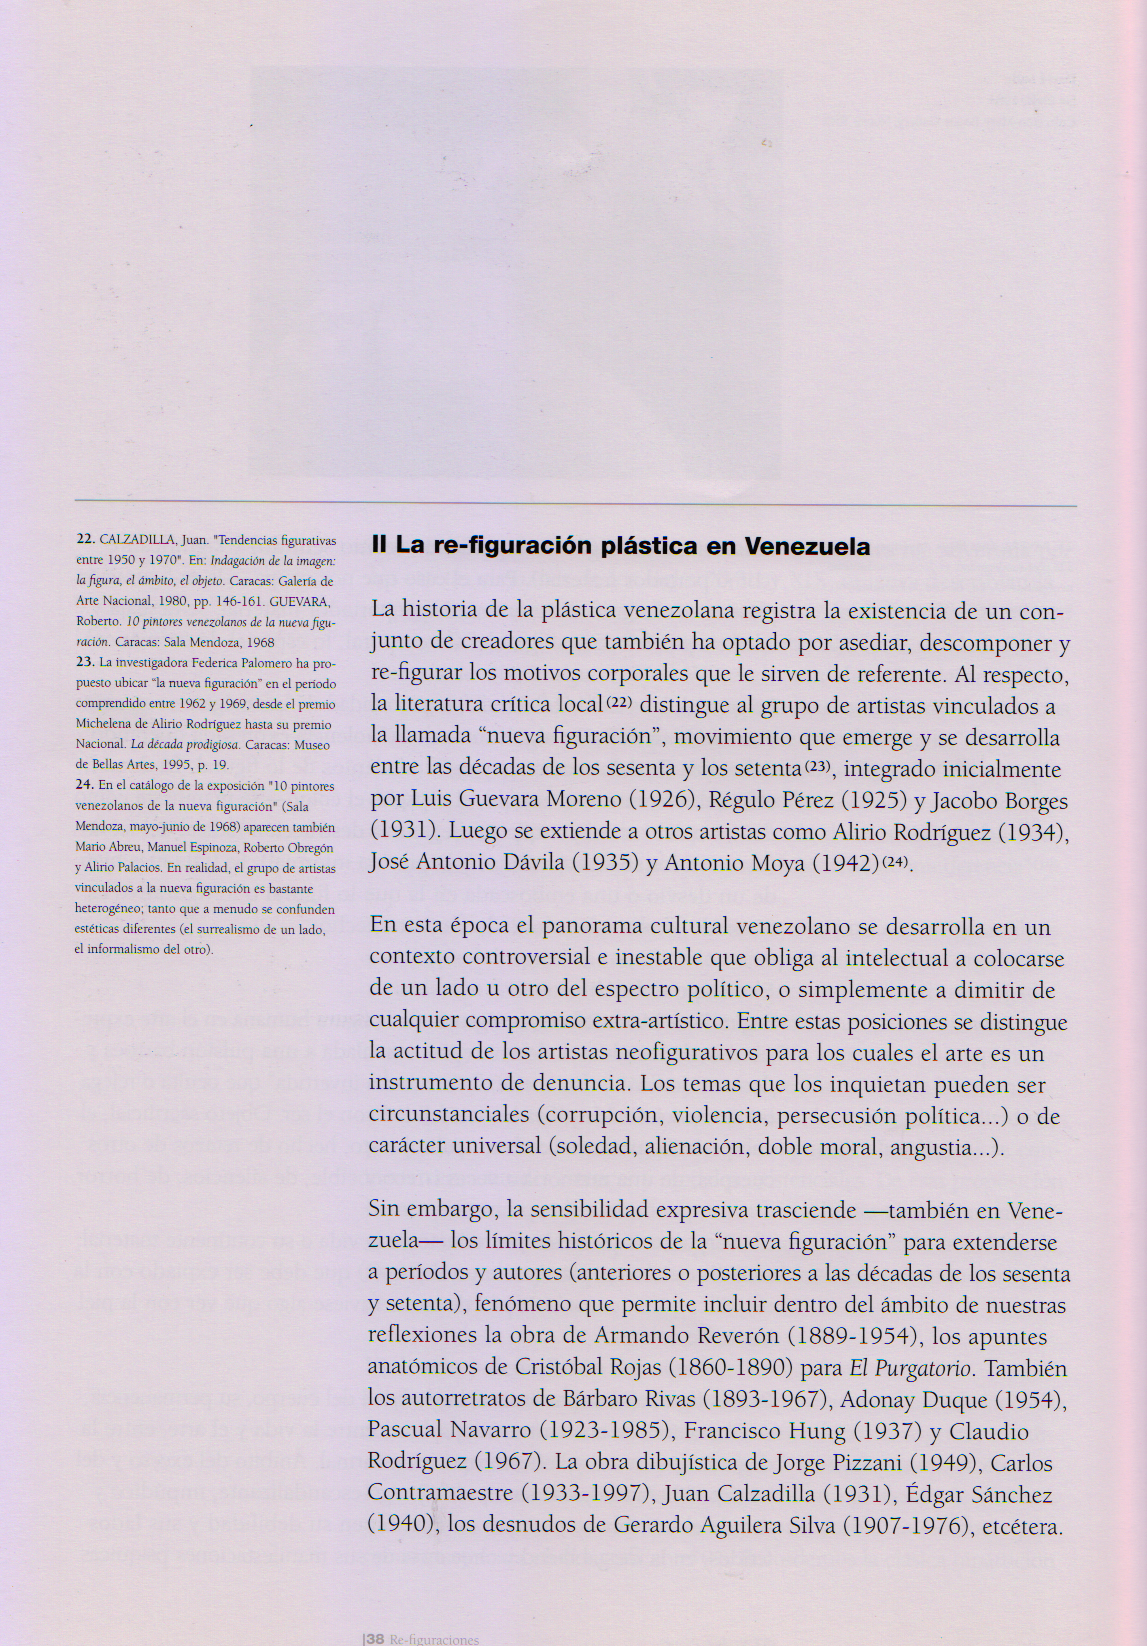 22. CALZADILLA, Juan. "Tendencias figurativas
entre 1950 y 1970". En: Indagación de la imagen:
la figura, el ámbito, el objeto. Caracas: Galería de
Arte Nacional, 1980, pp. 146-161. GUEVARA,
Roberto. 10 pintores venezolanos de la nueva figu-
ración. Caracas: Sala Mendoza, 1968
23. La investigadora Federica Palomero ha pro-
puesto ubicar “la nueva figuración” en el período
comprendido entre 1962 y 1969, desde el premio
Michelena de Alirio Rodríguez hasta su premio
Nacional. La década prodigiosa. Caracas: Museo
de Bellas Artes, 1995, p. 19.
24. En el catálogo de la exposición "10 pintores
venezolanos de la nueva figuración" (Sala
Mendoza, mayo-junio de 1968) aparecen también
Mario Abreu, Manuel Espinoza, Roberto Obregón
y Alirio Palacios. En realidad, el grupo de artistas
vinculados a la nueva figuración es bastante
heterogéneo; tanto que a menudo se confunden
estéticas diferentes (el surrealismo de un lado,
el informalismo del otro).
II La re-figuración plástica en Venezuela
La historia de la plástica venezolana registra la existencia de un con-
junto de creadores que también ha optado por asediar, descomponer y
re-figurar los motivos corporales que le sirven de referente. Al respecto,
la literatura crítica local(22) distingue al grupo de artistas vinculados a
la llamada “nueva figuración”, movimiento que emerge y se desarrolla
entre las décadas de los sesenta y los setenta(23), integrado inicialmente
por Luis Guevara Moreno (1926), Régulo Pérez (1925) y Jacobo Borges
(1931). Luego se extiende a otros artistas como Alirio Rodríguez (1934),
José Antonio Dávila (1935) y Antonio Moya (1942)(24).
En esta época el panorama cultural venezolano se desarrolla en un
contexto controversial e inestable que obliga al intelectual a colocarse
de un lado u otro del espectro político, o simplemente a dimitir de
cualquier compromiso extra-artístico. Entre estas posiciones se distingue
la actitud de los artistas neofigurativos para los cuales el arte es un
instrumento de denuncia. Los temas que los inquietan pueden ser
circunstanciales (corrupción, violencia, persecusión política...) o de
carácter universal (soledad, alienación, doble moral, angustia...).
Sin embargo, la sensibilidad expresiva trasciende —también en Vene-
zuela— los límites históricos de la “nueva figuración” para extenderse
a períodos y autores (anteriores o posteriores a las décadas de los sesenta
y setenta), fenómeno que permite incluir dentro del ámbito de nuestras
reflexiones la obra de Armando Reverón (1889-1954), los apuntes
anatómicos de Cristóbal Rojas (1860-1890) para El Purgatorio. También
los autorretratos de Bárbaro Rivas (1893-1967), Adonay Duque (1954),
Pascual Navarro (1923-1985), Francisco Hung (1937) y Claudio
Rodríguez (1967). La obra dibujística de Jorge Pizzani (1949), Carlos
Contramaestre (1933-1997), Juan Calzadilla (1931), Édgar Sánchez
(1940), los desnudos de Gerardo Aguilera Silva (1907-1976), etcétera.
|38 Re-figuraciones